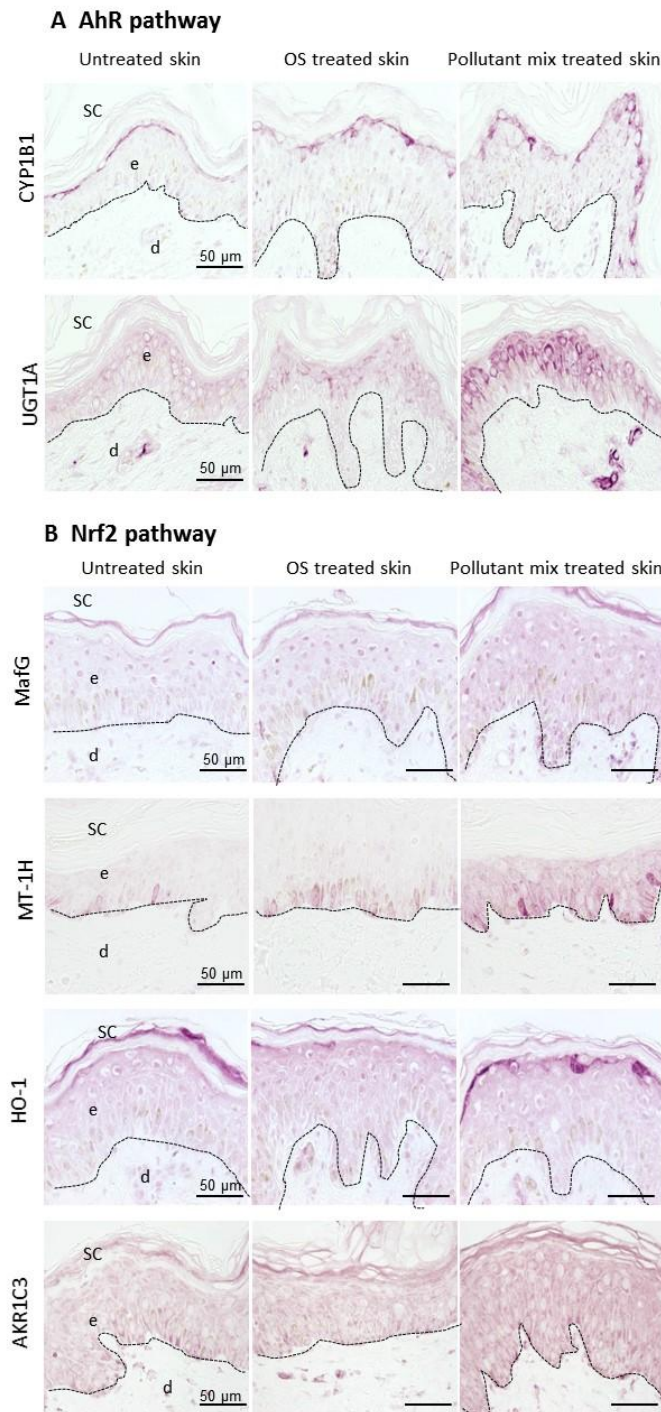 A AhR pathway
Untreated skin OS treated skin Pollutant mix treated skin
CYP1B1
SC
e
d
50 µm
UGT1A
SC
e
d
50 µm
B Nrf2 pathway
Untreated skin OS treated skin Pollutant mix treated skin
MafG
SC
e
d
50 µm
MT-1H
SC
e
d
50 µm
HO-1
SC
e
d
50 µm
AKR1C3
SC
e
d
50 µm